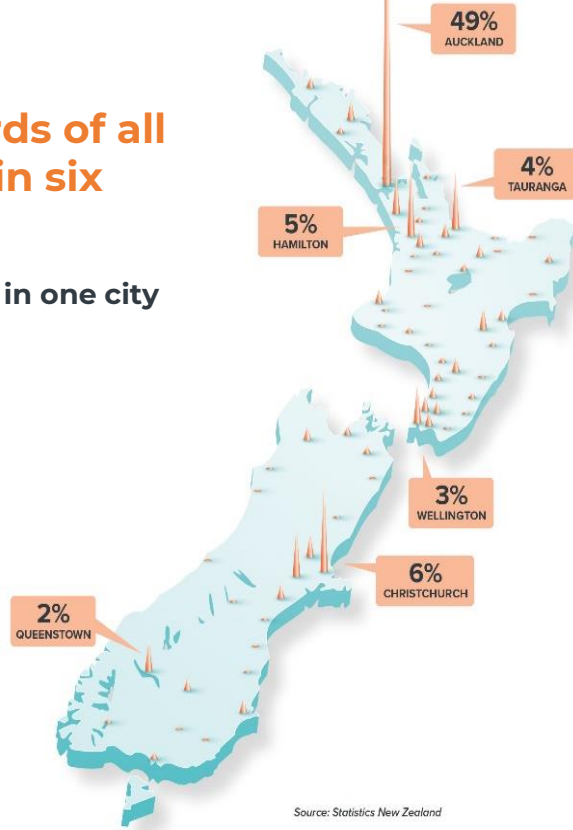 rds of all
in six
in one city
49%
AUCKLAND
4%
TAURANGA
5%
HAMILTON
3%
WELLINGTON
6%
CHRISTCHURCH
2%
QUEENSTOWN
Source: Statistics New Zealand